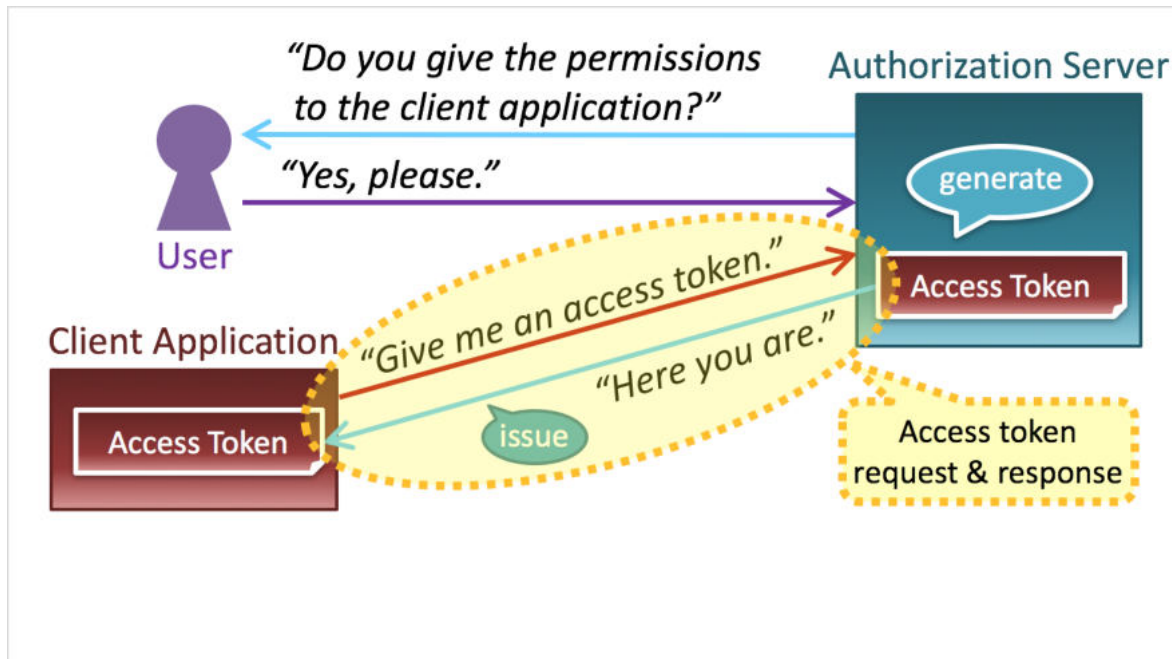 “Do you give the permissions
to the client application?”
Authorization Server
“Yes, please.”
generate
User
“Give me an access token.”
Access Token
Client Application
“Here you are.”
Access Token
issue
Access token
request & response